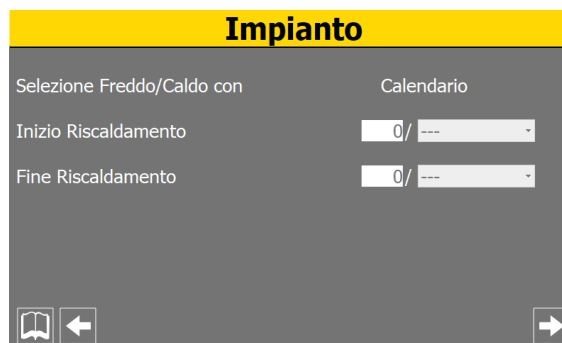 Impianto
Selezione Freddo/Caldo con Calendario
Inizio Riscaldamento 0/ ---
Fine Riscaldamento 0/ ---